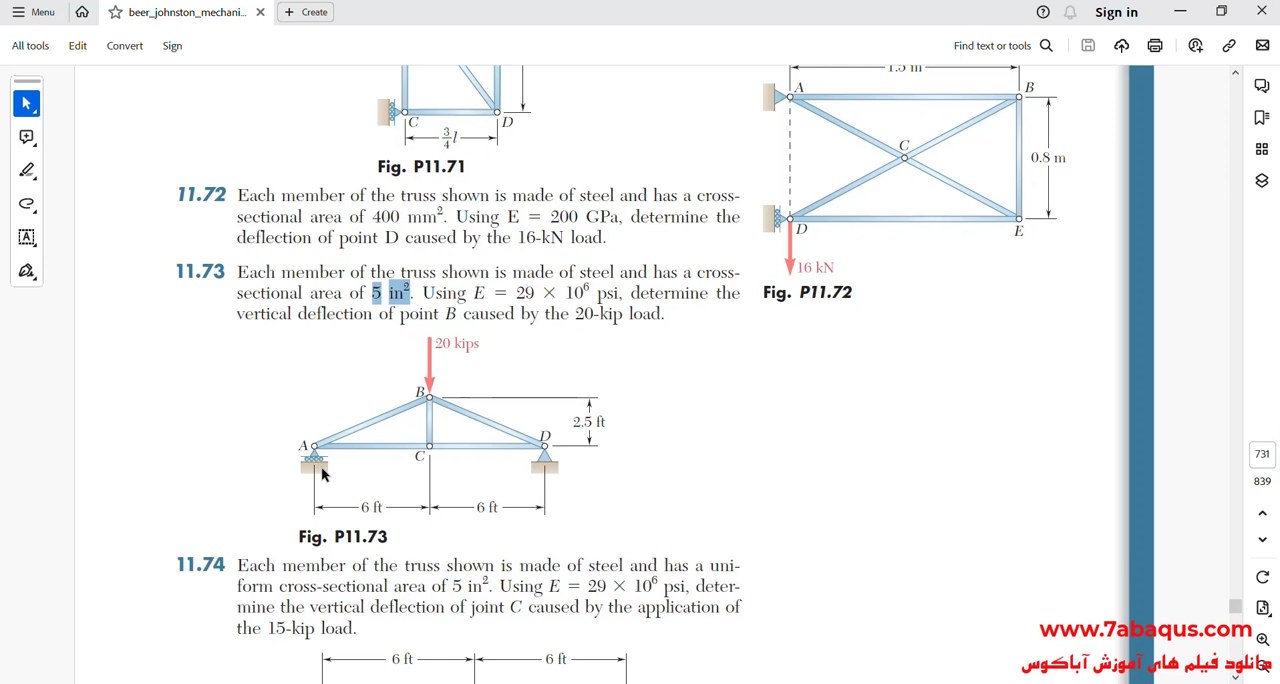 Menu
beer_johnston_mechani...
Create
Sign in
All tools
Edit
Convert
Sign
Find text or tools
C
D
3/4 l
Fig. P11.71
11.72 Each member of the truss shown is made of steel and has a cross-
sectional area of 400 mm². Using E = 200 GPa, determine the
deflection of point D caused by the 16-kN load.
11.73 Each member of the truss shown is made of steel and has a cross-
sectional area of 5 in². Using E = 29 × 10⁶ psi, determine the
vertical deflection of point B caused by the 20-kip load.
20 kips
B
2.5 ft
A
D
C
6 ft
6 ft
Fig. P11.73
11.74 Each member of the truss shown is made of steel and has a uni-
form cross-sectional area of 5 in². Using E = 29 × 10⁶ psi, deter-
mine the vertical deflection of joint C caused by the application of
the 15-kip load.
6 ft
6 ft
1.5 m
A
B
C
0.8 m
D
E
16 kN
Fig. P11.72
731
839
www.7abaqus.com
دانلود فیلم های آموزش آباکوس